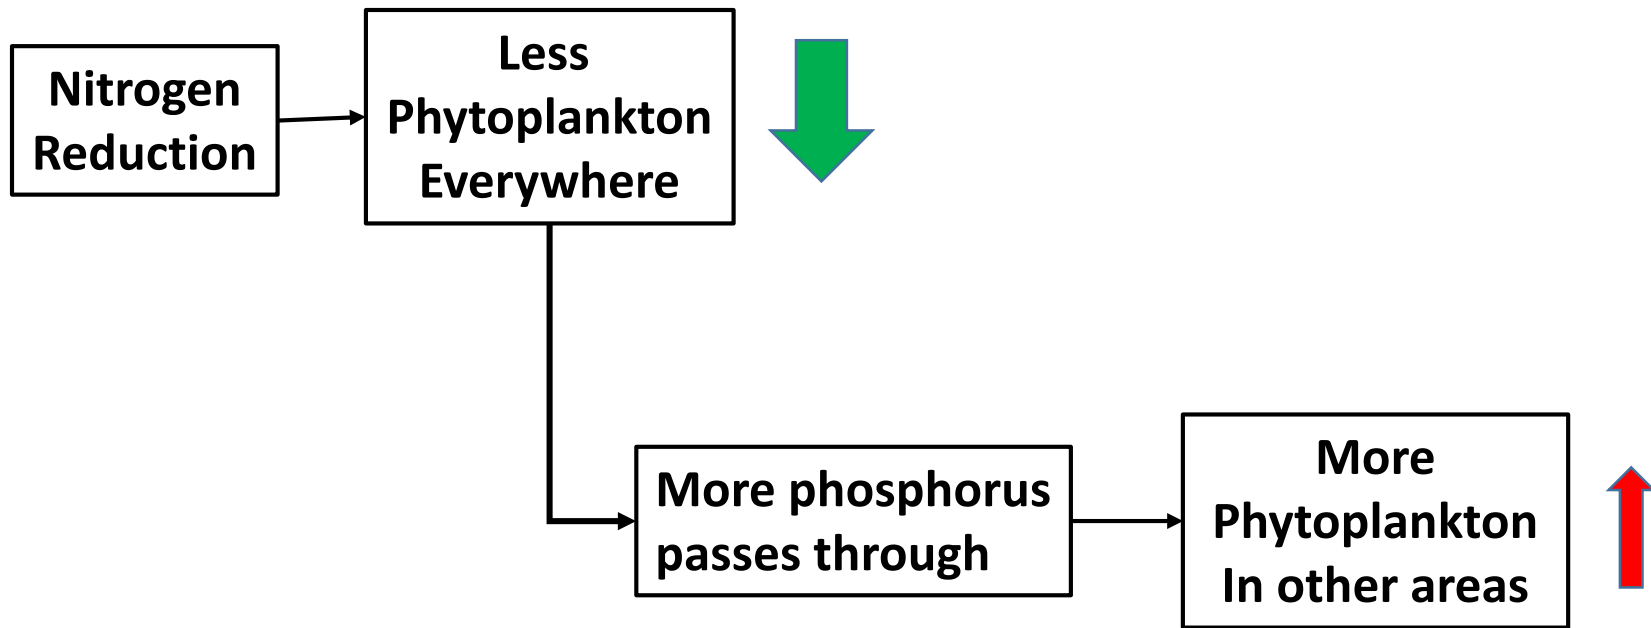 Nitrogen
Reduction
Less
Phytoplankton
Everywhere
More phosphorus
passes through
More
Phytoplankton
In other areas